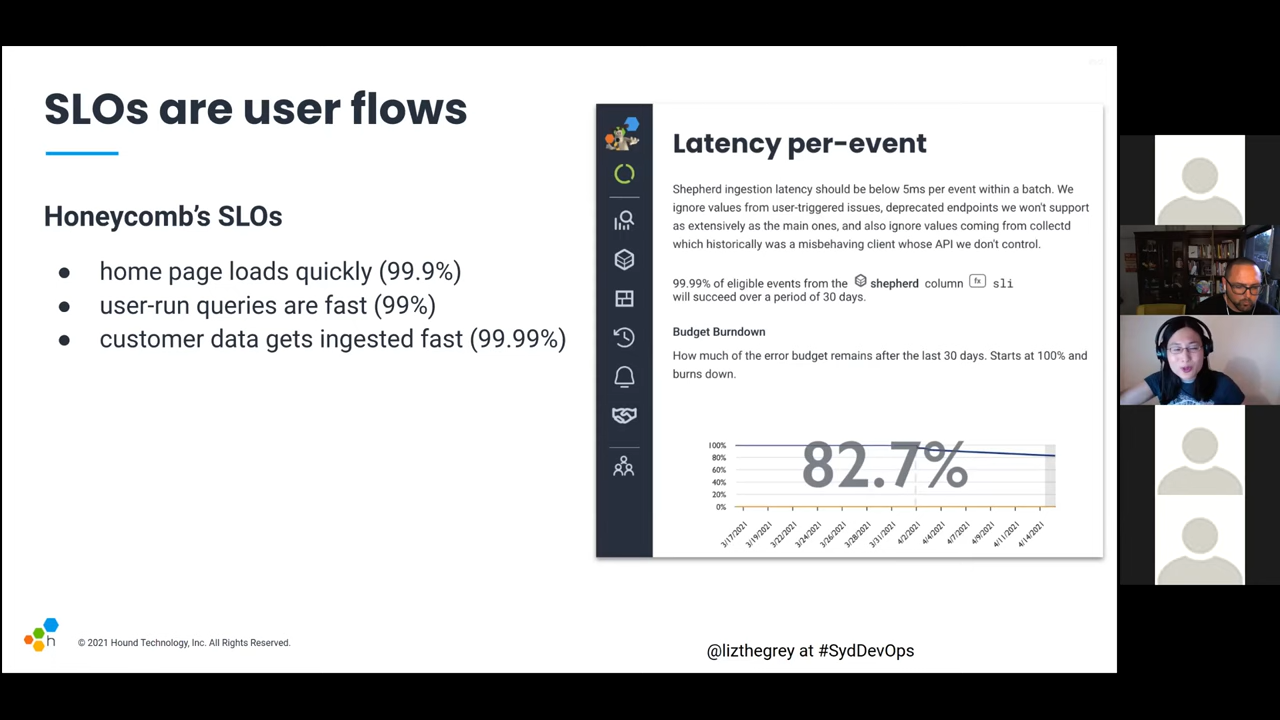 SLOs are user flows
Honeycomb's SLOs
● home page loads quickly (99.9%)
● user-run queries are fast (99%)
● customer data gets ingested fast (99.99%)
Latency per-event
Shepherd ingestion latency should be below 5ms per event within a batch. We
ignore values from user-triggered issues, deprecated endpoints we won't support
as extensively as the main ones, and also ignore values coming from collectd
which historically was a misbehaving client whose API we don't control.
99.99% of eligible events from the shepherd column fx sli
will succeed over a period of 30 days.
Budget Burndown
How much of the error budget remains after the last 30 days. Starts at 100% and
burns down.
82.7%
100%
80%
60%
40%
20%
0%
3/17/2021 3/19/2021 3/22/2021 3/24/2021 3/26/2021 3/28/2021 3/31/2021 4/2/2021 4/4/2021 4/7/2021 4/9/2021 4/11/2021 4/14/2021
h
© 2021 Hound Technology, Inc. All Rights Reserved.
@lizthegrey at #SydDevOps